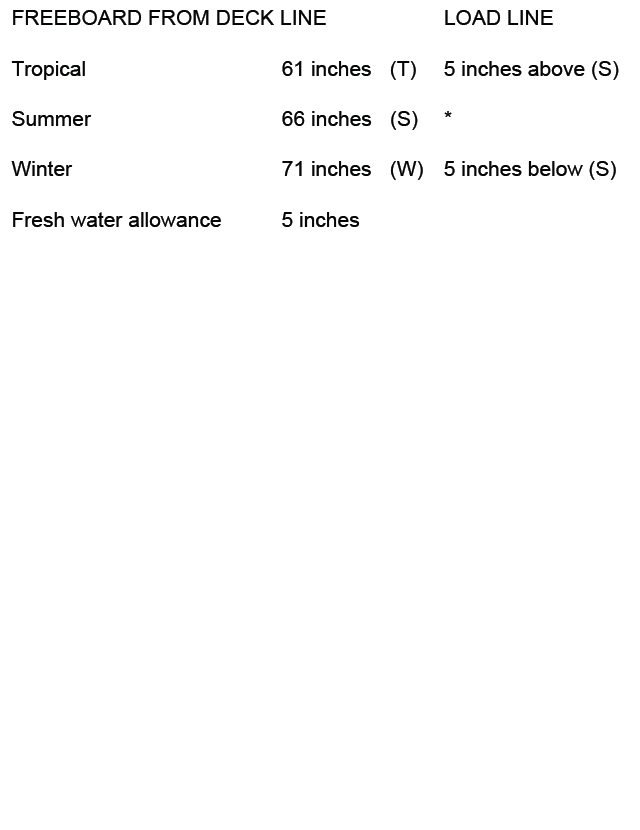 FREEBOARD FROM DECK LINE LOAD LINE
Tropical 61 inches (T) 5 inches above (S)
Summer 66 inches (S) *
Winter 71 inches (W) 5 inches below (S)
Fresh water allowance 5 inches